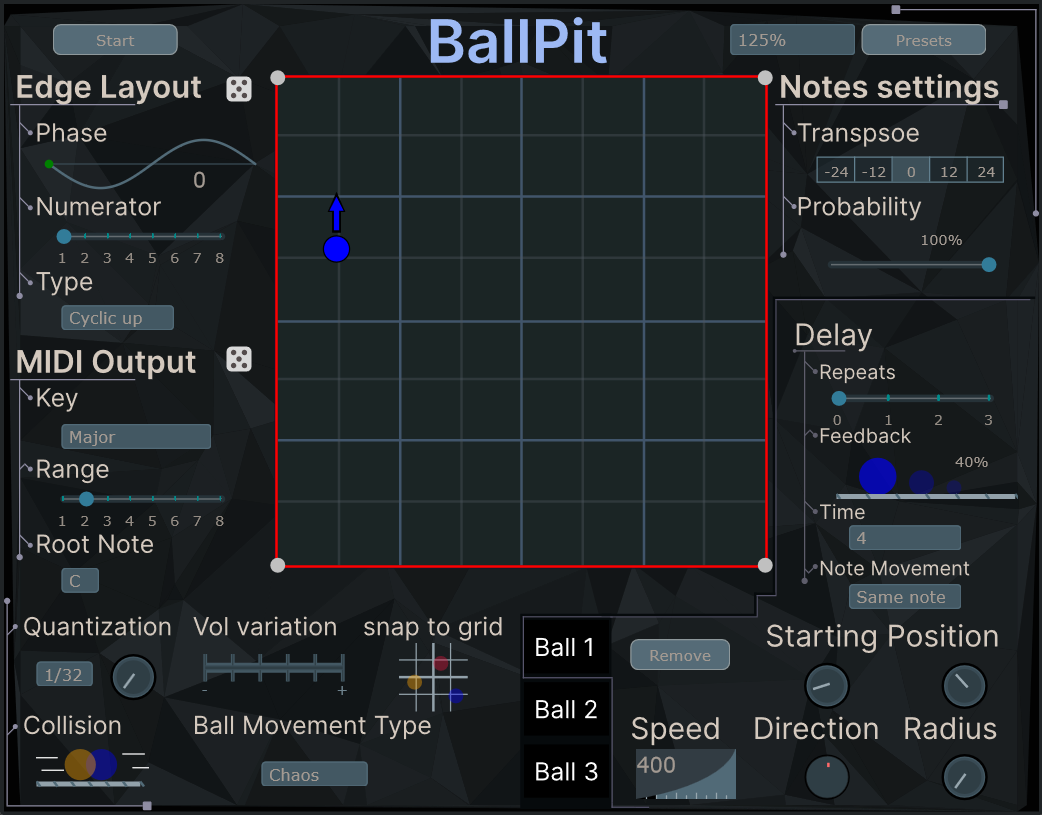 Start
BallPit
125%
Presets
Edge Layout
Phase
0
Numerator
1 2 3 4 5 6 7 8
Type
Cyclic up
MIDI Output
Key
Major
Range
1 2 3 4 5 6 7 8
Root Note
C
Notes settings
Transpsoe
-24 -12 0 12 24
Probability
100%
Delay
Repeats
0 1 2 3
Feedback
40%
Time
4
Note Movement
Same note
Quantization
1/32
Vol variation
- +
snap to grid
Collision
Ball Movement Type
Chaos
Ball 1
Ball 2
Ball 3
Remove
Starting Position
Speed
400
Direction
Radius